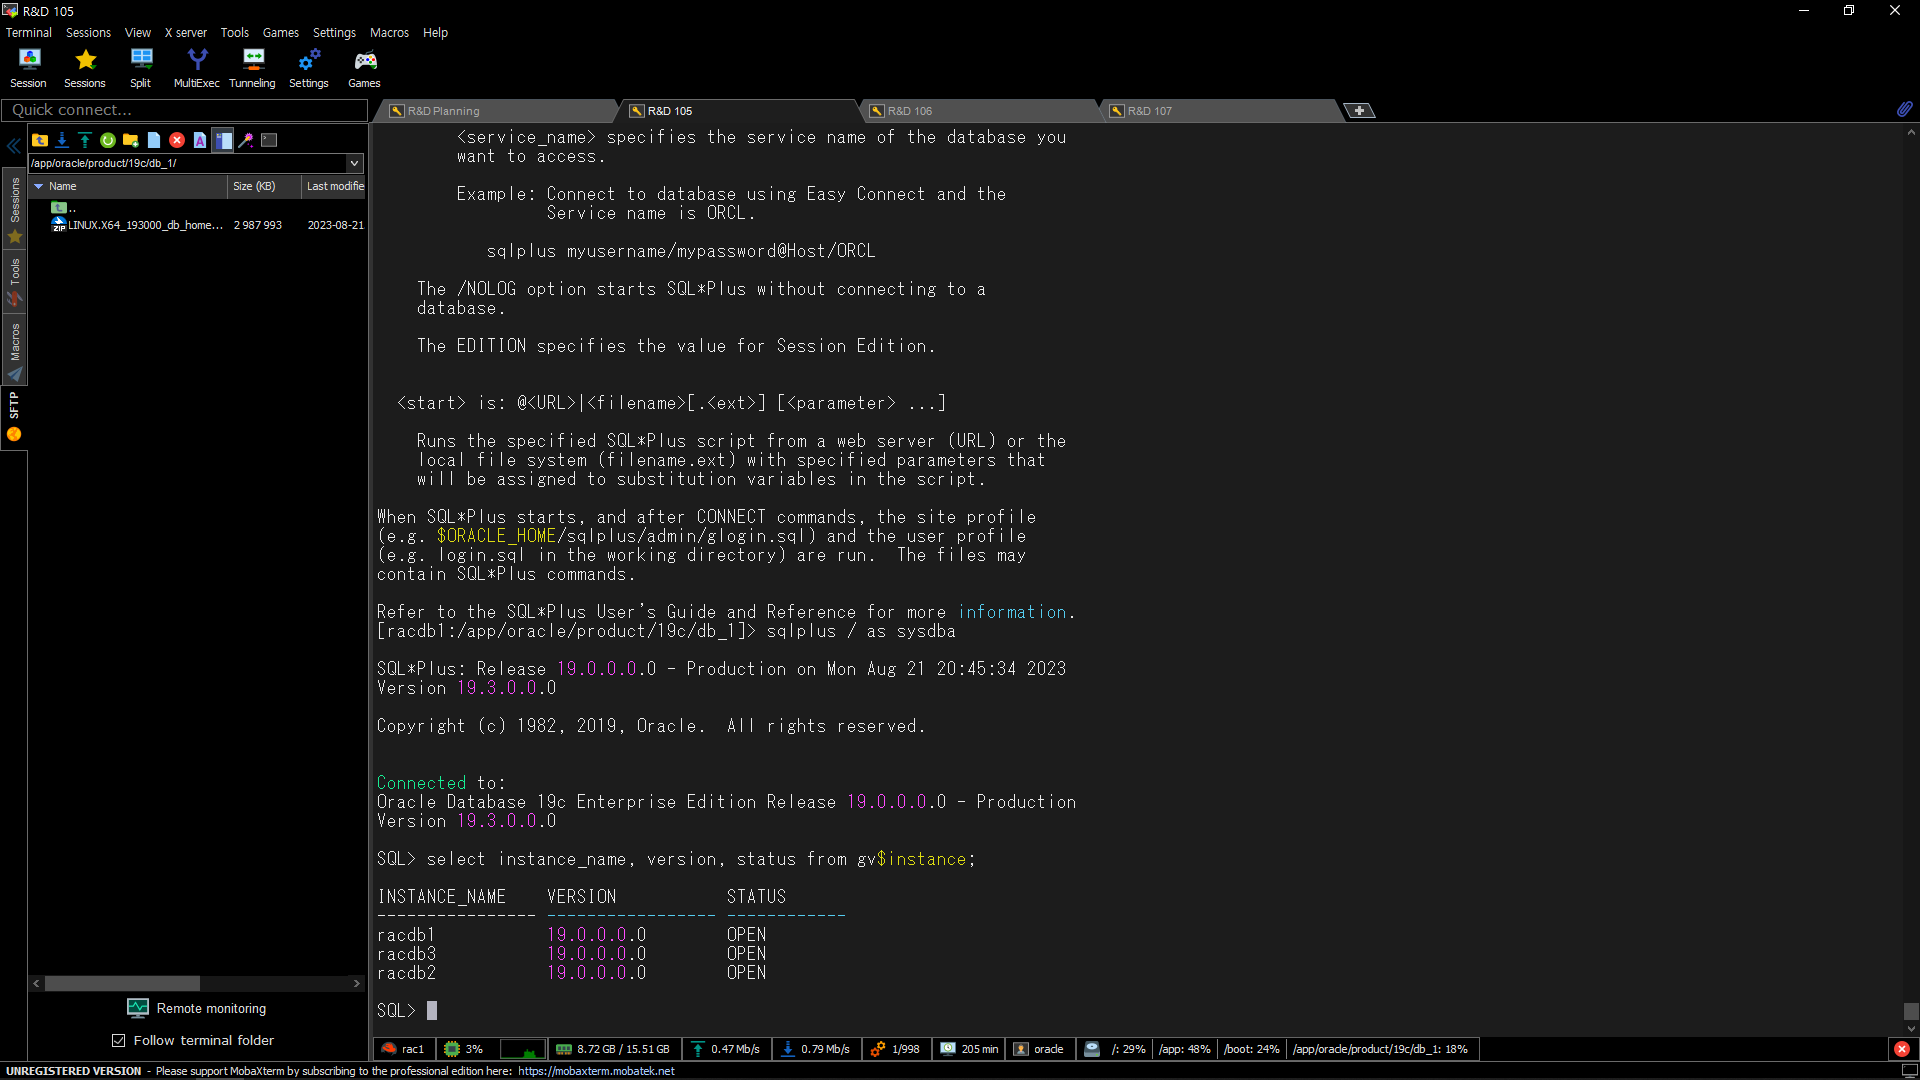 R&D 105
Terminal Sessions View X server Tools Games Settings Macros Help
Session Sessions Split MultiExec Tunneling Settings Games
Quick connect...
R&D Planning
R&D 105
R&D 106
R&D 107
/app/oracle/product/19c/db_1/
Name Size (KB) Last modifie
..
LINUX.X64_193000_db_home... 2 987 993 2023-08-21
Sessions
Tools
Macros
SFTP
Remote monitoring
Follow terminal folder
<service_name> specifies the service name of the database you
want to access.
Example: Connect to database using Easy Connect and the
Service name is ORCL.
sqlplus myusername/mypassword@Host/ORCL
The /NOLOG option starts SQL*Plus without connecting to a
database.
The EDITION specifies the value for Session Edition.
<start> is: @<URL>|<filename>[.<ext>] [<parameter> ...]
Runs the specified SQL*Plus script from a web server (URL) or the
local file system (filename.ext) with specified parameters that
will be assigned to substitution variables in the script.
When SQL*Plus starts, and after CONNECT commands, the site profile
(e.g. $ORACLE_HOME/sqlplus/admin/glogin.sql) and the user profile
(e.g. login.sql in the working directory) are run.  The files may
contain SQL*Plus commands.
Refer to the SQL*Plus User's Guide and Reference for more information.
[racdb1:/app/oracle/product/19c/db_1]> sqlplus / as sysdba
SQL*Plus: Release 19.0.0.0.0 - Production on Mon Aug 21 20:45:34 2023
Version 19.3.0.0.0
Copyright (c) 1982, 2019, Oracle.  All rights reserved.
Connected to:
Oracle Database 19c Enterprise Edition Release 19.0.0.0.0 - Production
Version 19.3.0.0.0
SQL> select instance_name, version, status from gv$instance;
INSTANCE_NAME    VERSION           STATUS
---------------- ----------------- ------------
racdb1           19.0.0.0.0        OPEN
racdb3           19.0.0.0.0        OPEN
racdb2           19.0.0.0.0        OPEN
SQL>
rac1 3% 8.72 GB / 15.51 GB 0.47 Mb/s 0.79 Mb/s 1/998 205 min oracle /: 29% /app: 48% /boot: 24% /app/oracle/product/19c/db_1: 18%
UNREGISTERED VERSION - Please support MobaXterm by subscribing to the professional edition here: https://mobaxterm.mobatek.net